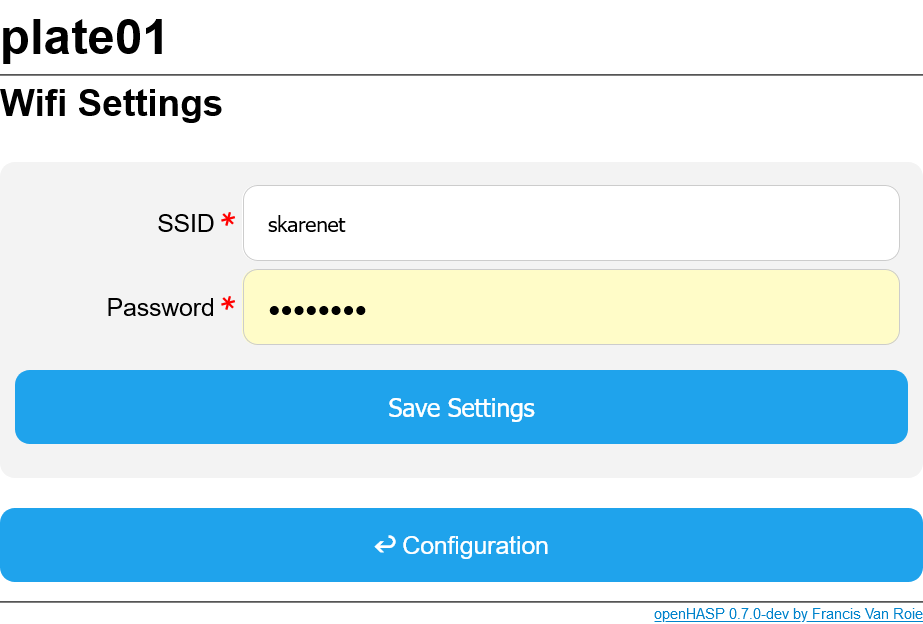 plate01
Wifi Settings
SSID * skarenet
Password * ••••••••
Save Settings
↩ Configuration
openHASP 0.7.0-dev by Francis Van Roie